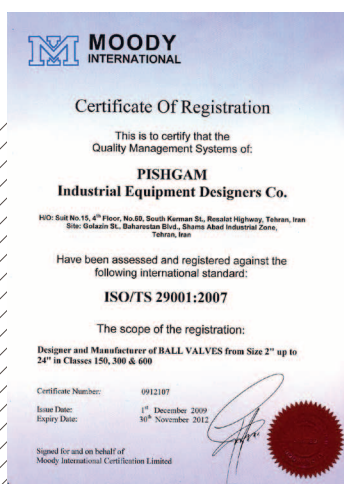 MOODY
INTERNATIONAL
Certificate Of Registration
This is to certify that the
Quality Management Systems of:
PISHGAM
Industrial Equipment Designers Co.
H/O: Suit No.15, 4th Floor, No.60, South Kerman St., Resalat Highway, Tehran, Iran
Site: Golazin St., Baharestan Blvd., Shams Abad Industrial Zone,
Tehran, Iran
Have been assessed and registered against the
following international standard:
ISO/TS 29001:2007
The scope of the registration:
Designer and Manufacturer of BALL VALVES from Size 2" up to
24" in Classes 150, 300 & 600
Certificate Number: 0912107
Issue Date: 1st December 2009
Expiry Date: 30th November 2012
Signed for and on behalf of
Moody International Certification Limited